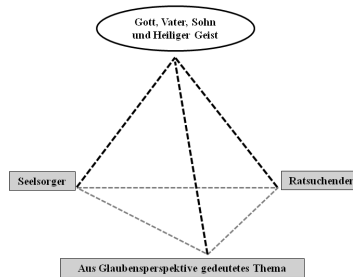 Gott, Vater, Sohn
und Heiliger Geist
Seelsorger
Ratsuchender
Aus Glaubensperspektive gedeutetes Thema